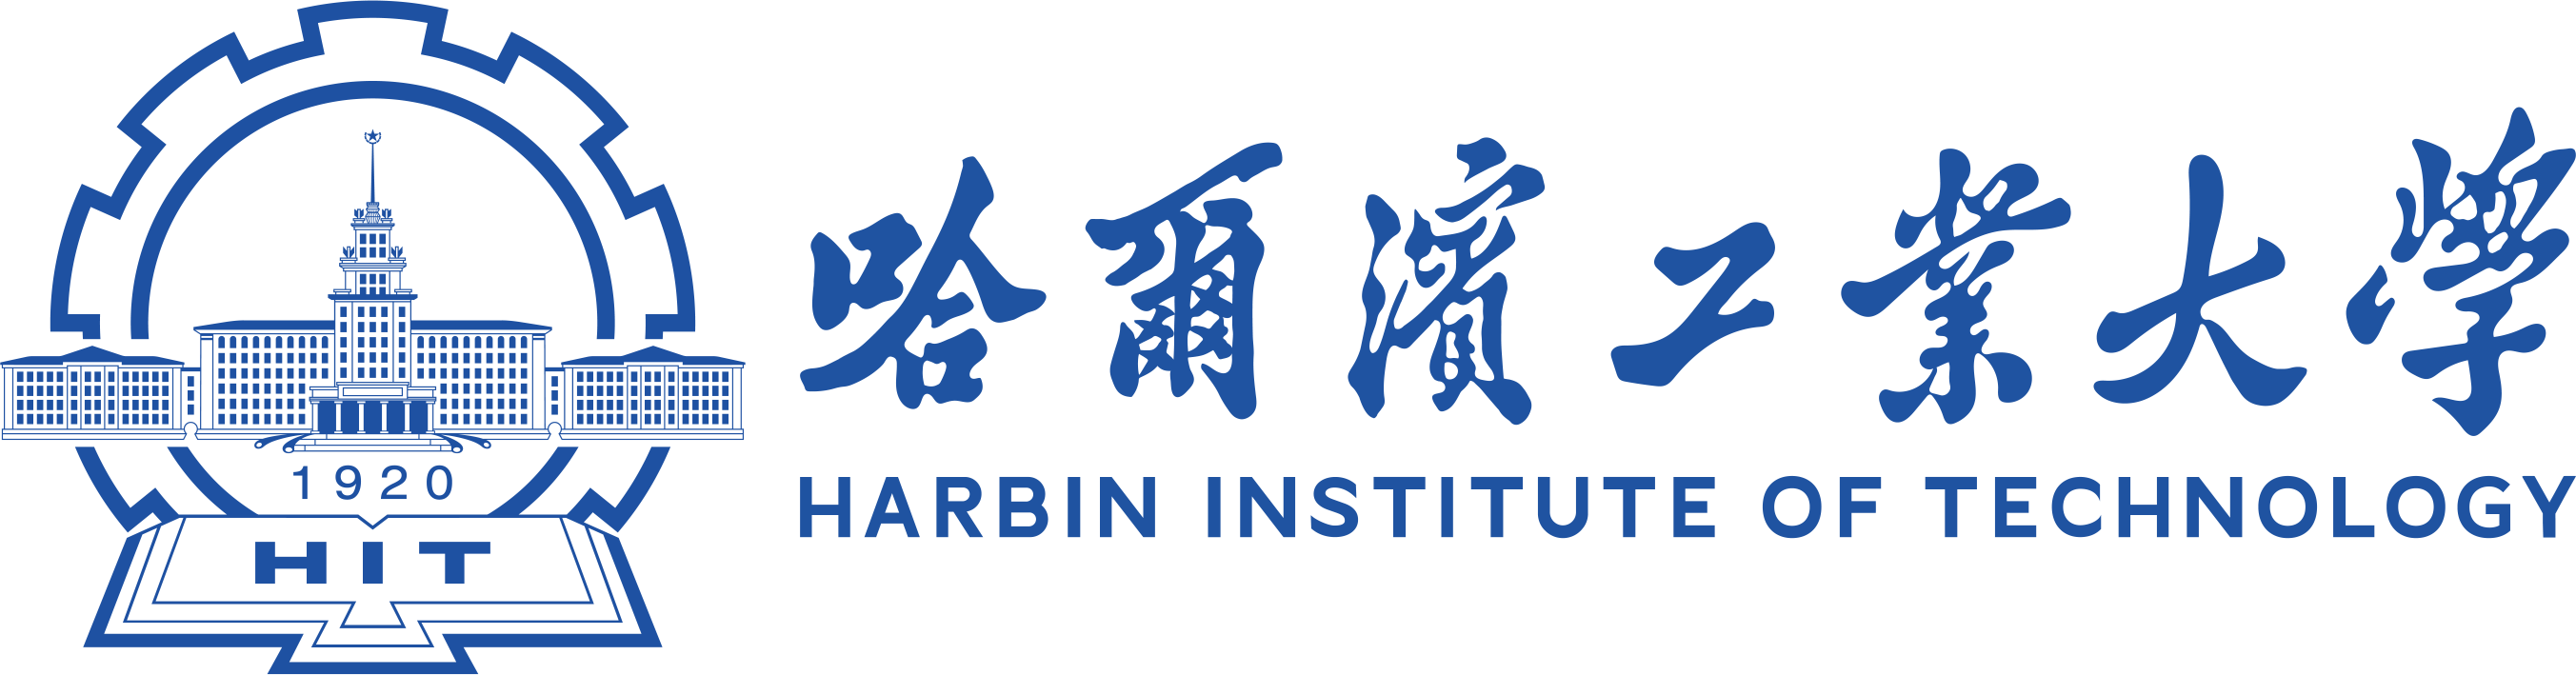 1920
HIT
哈爾濱工業大學
HARBIN INSTITUTE OF TECHNOLOGY